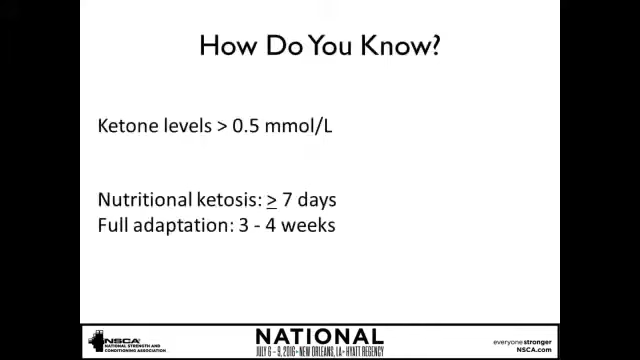 How Do You Know?
Ketone levels > 0.5 mmol/L
Nutritional ketosis: ≥ 7 days
Full adaptation: 3 - 4 weeks
NSCA
NATIONAL STRENGTH AND
CONDITIONING ASSOCIATION
NATIONAL
JULY 6 – 9, 2016 • NEW ORLEANS, LA • HYATT REGENCY
everyone stronger
NSCA.com